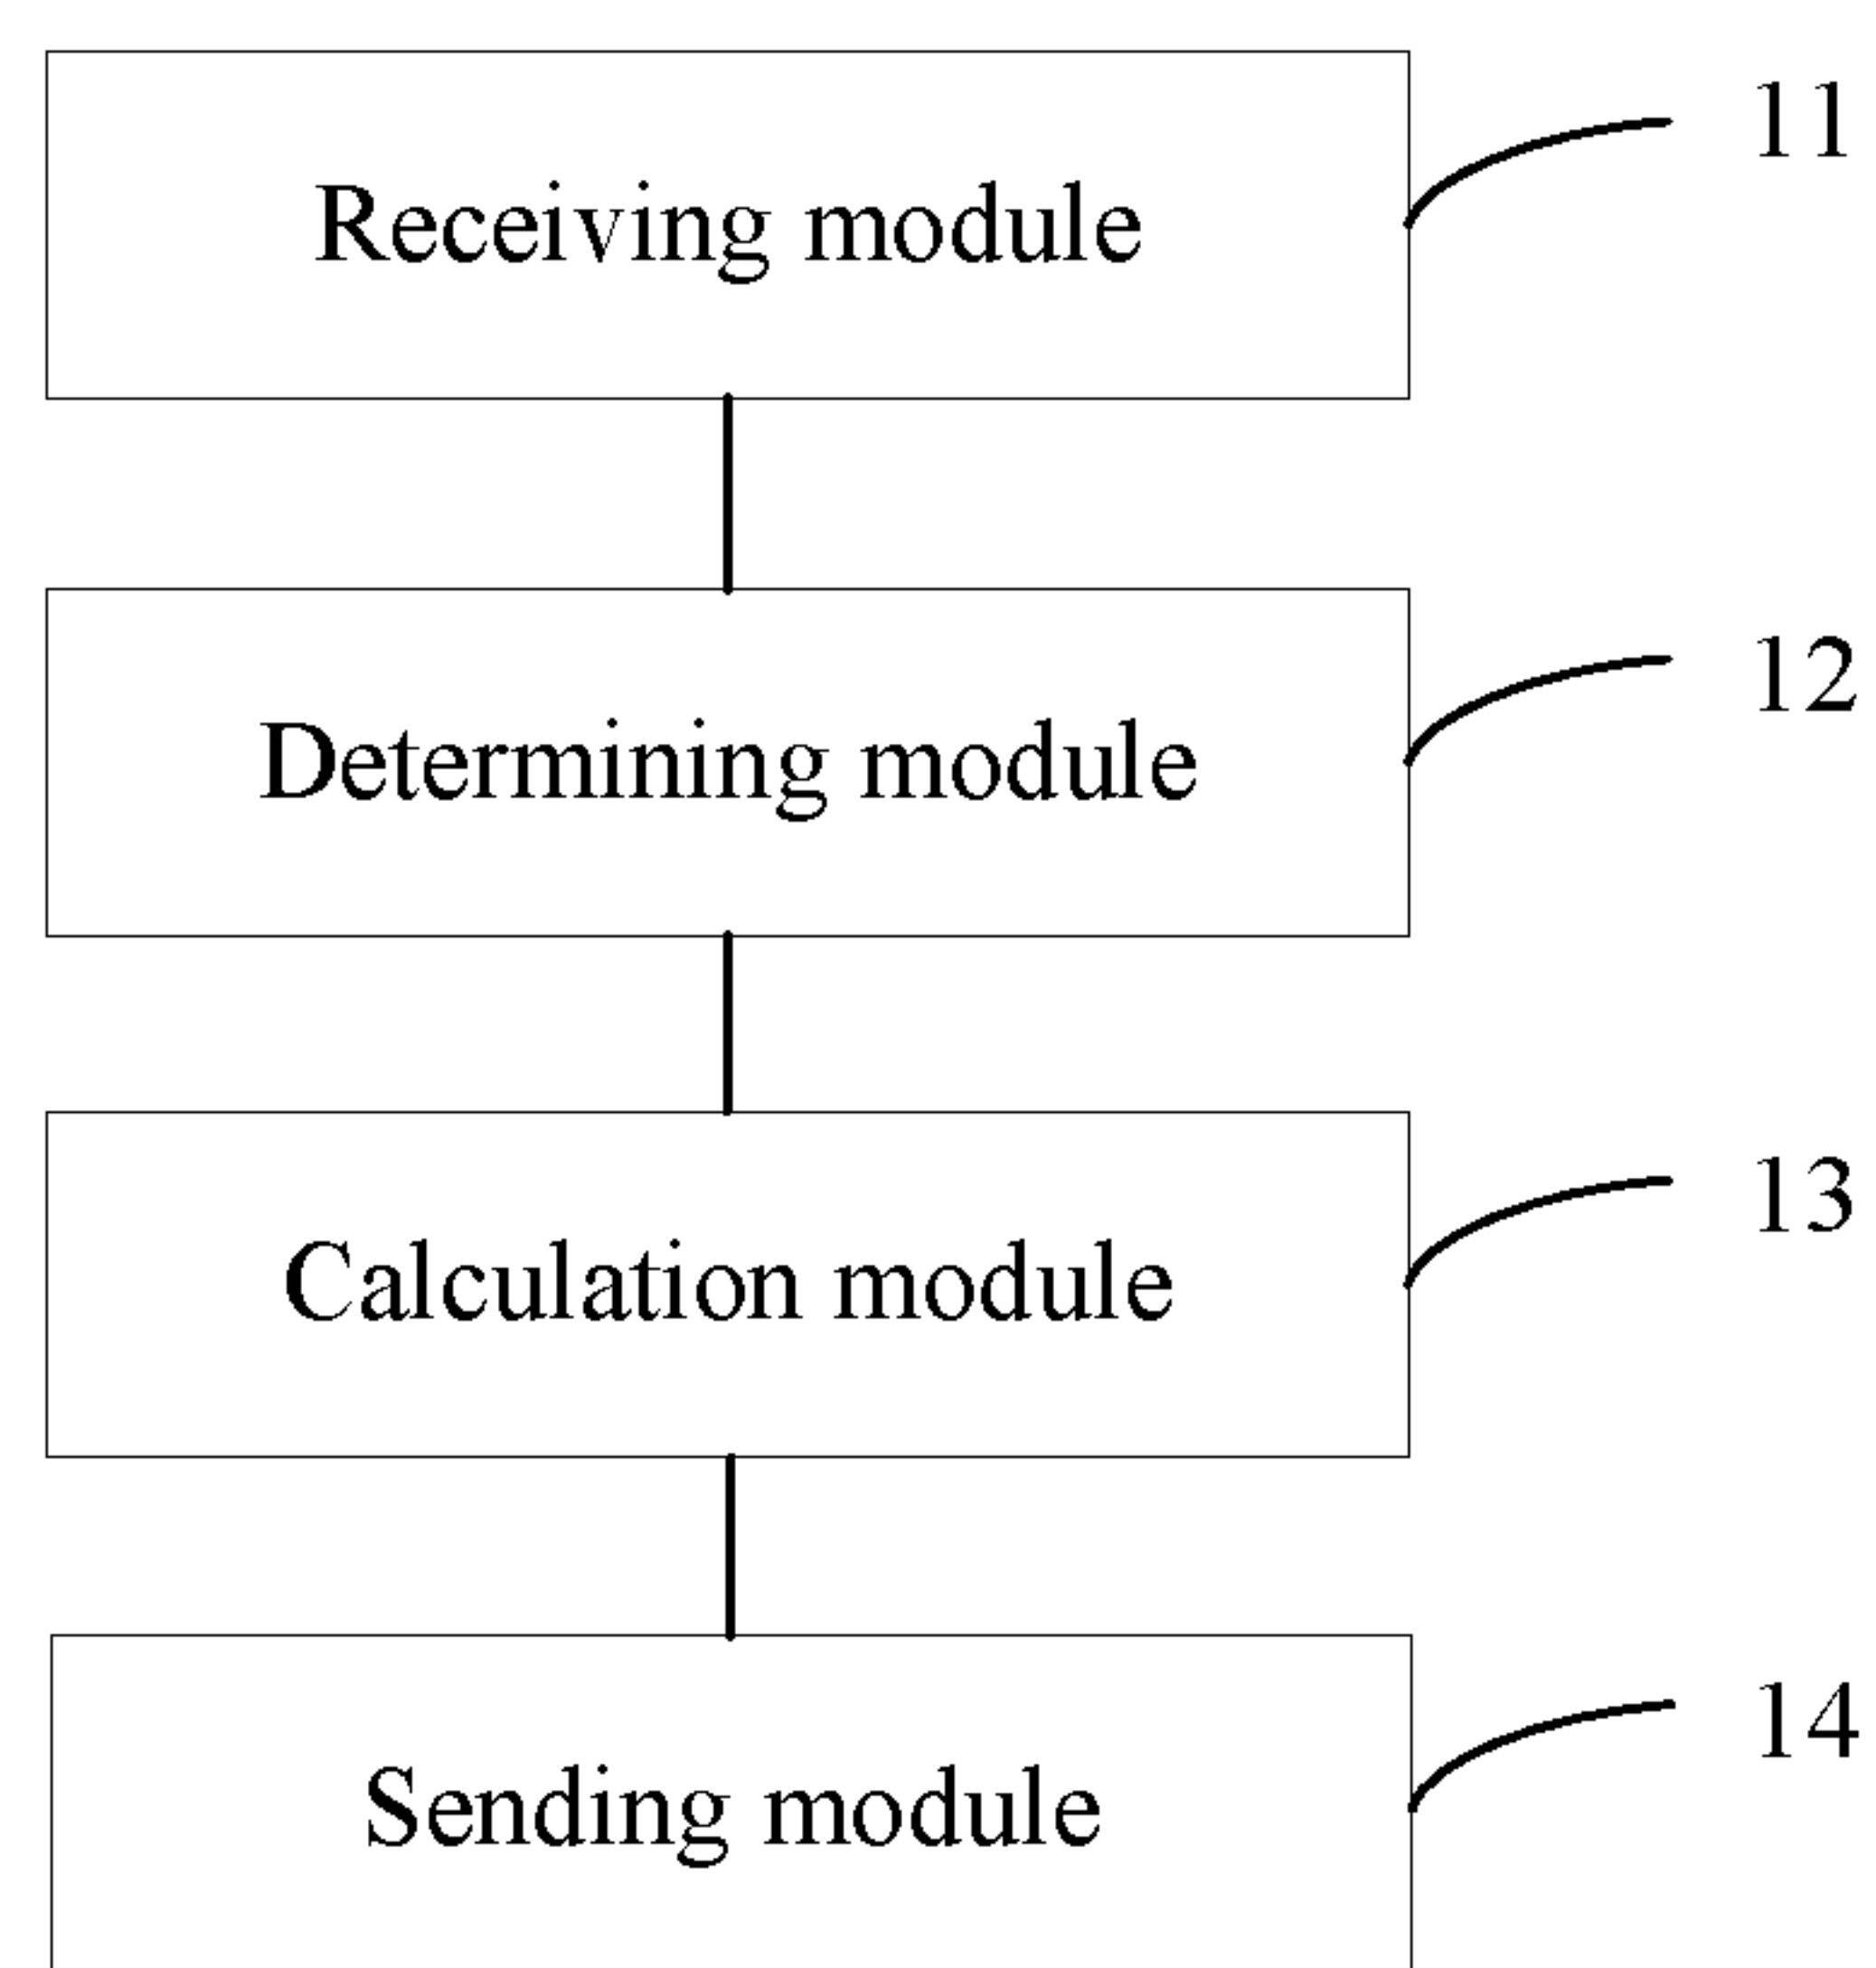 Receiving module
11
Determining module
12
Calculation module
13
Sending module
14